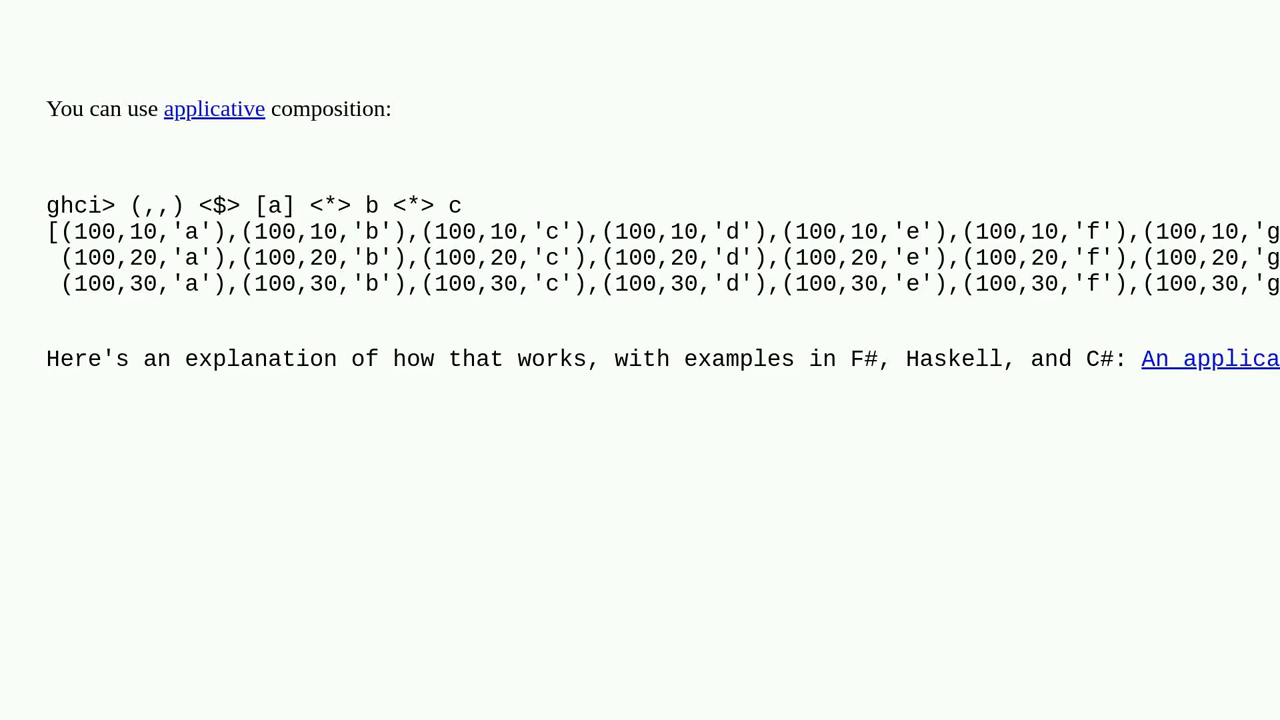 You can use applicative composition:
ghci> (,,) <$> [a] <*> b <*> c
[(100,10,'a'),(100,10,'b'),(100,10,'c'),(100,10,'d'),(100,10,'e'),(100,10,'f'),(100,10,'g
(100,20,'a'),(100,20,'b'),(100,20,'c'),(100,20,'d'),(100,20,'e'),(100,20,'f'),(100,20,'g
(100,30,'a'),(100,30,'b'),(100,30,'c'),(100,30,'d'),(100,30,'e'),(100,30,'f'),(100,30,'g
Here's an explanation of how that works, with examples in F#, Haskell, and C#: An applica